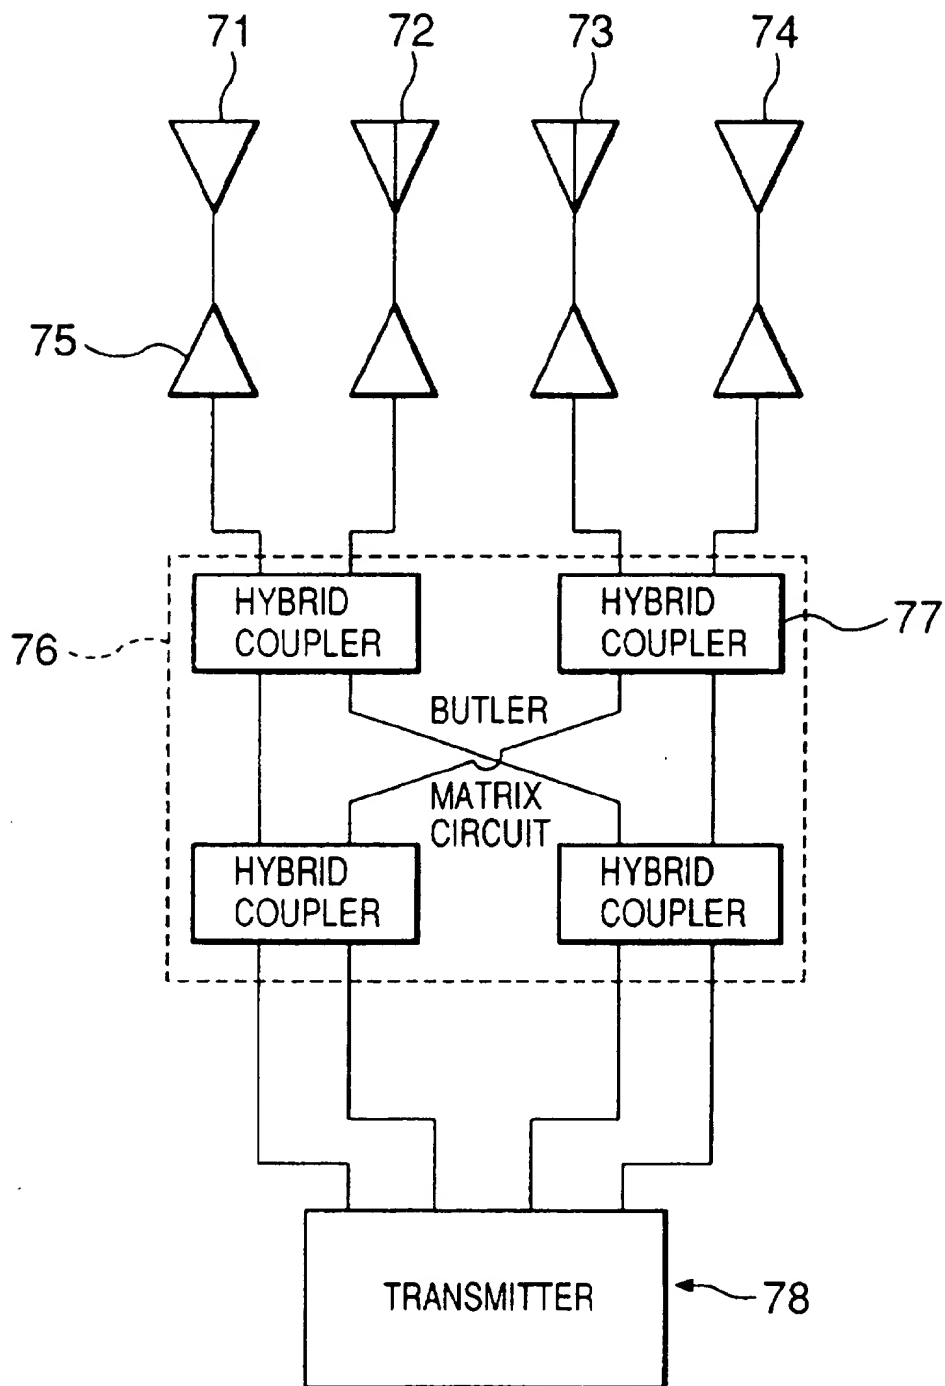 71
72
73
74
75
HYBRID
COUPLER
HYBRID
COUPLER
77
76
BUTLER
MATRIX
CIRCUIT
HYBRID
COUPLER
HYBRID
COUPLER
TRANSMITTER
78